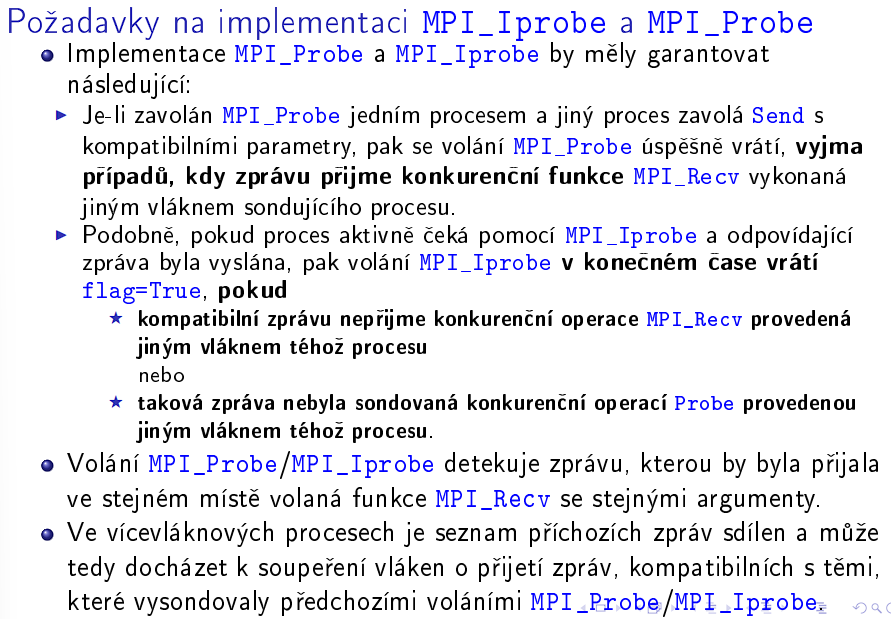 Požadavky na implementaci MPI_Iprobe a MPI_Probe
Implementace MPI_Probe a MPI_Iprobe by měly garantovat
následující:
Je-li zavolán MPI_Probe jedním procesem a jiný proces zavolá Send s
kompatibilními parametry, pak se volání MPI_Probe úspěšně vrátí, vyjma
případů, kdy zprávu přijme konkurenční funkce MPI_Recv vykonaná
jiným vláknem sondujícího procesu.
Podobně, pokud proces aktivně čeká pomocí MPI_Iprobe a odpovídající
zpráva byla vyslána, pak volání MPI_Iprobe v konečném čase vrátí
flag=True, pokud
kompatibilní zprávu nepřijme konkurenční operace MPI_Recv provedená
jiným vláknem téhož procesu
nebo
taková zpráva nebyla sondovaná konkurenční operací Probe provedenou
jiným vláknem téhož procesu.
Volání MPI_Probe/MPI_Iprobe detekuje zprávu, kterou by byla přijala
ve stejném místě volaná funkce MPI_Recv se stejnými argumenty.
Ve vícevláknových procesech je seznam příchozích zpráv sdílen a může
tedy docházet k soupeření vláken o přijetí zpráv, kompatibilních s těmi,
které vysondovaly předchozími voláními MPI_Probe/MPI_Iprobe.